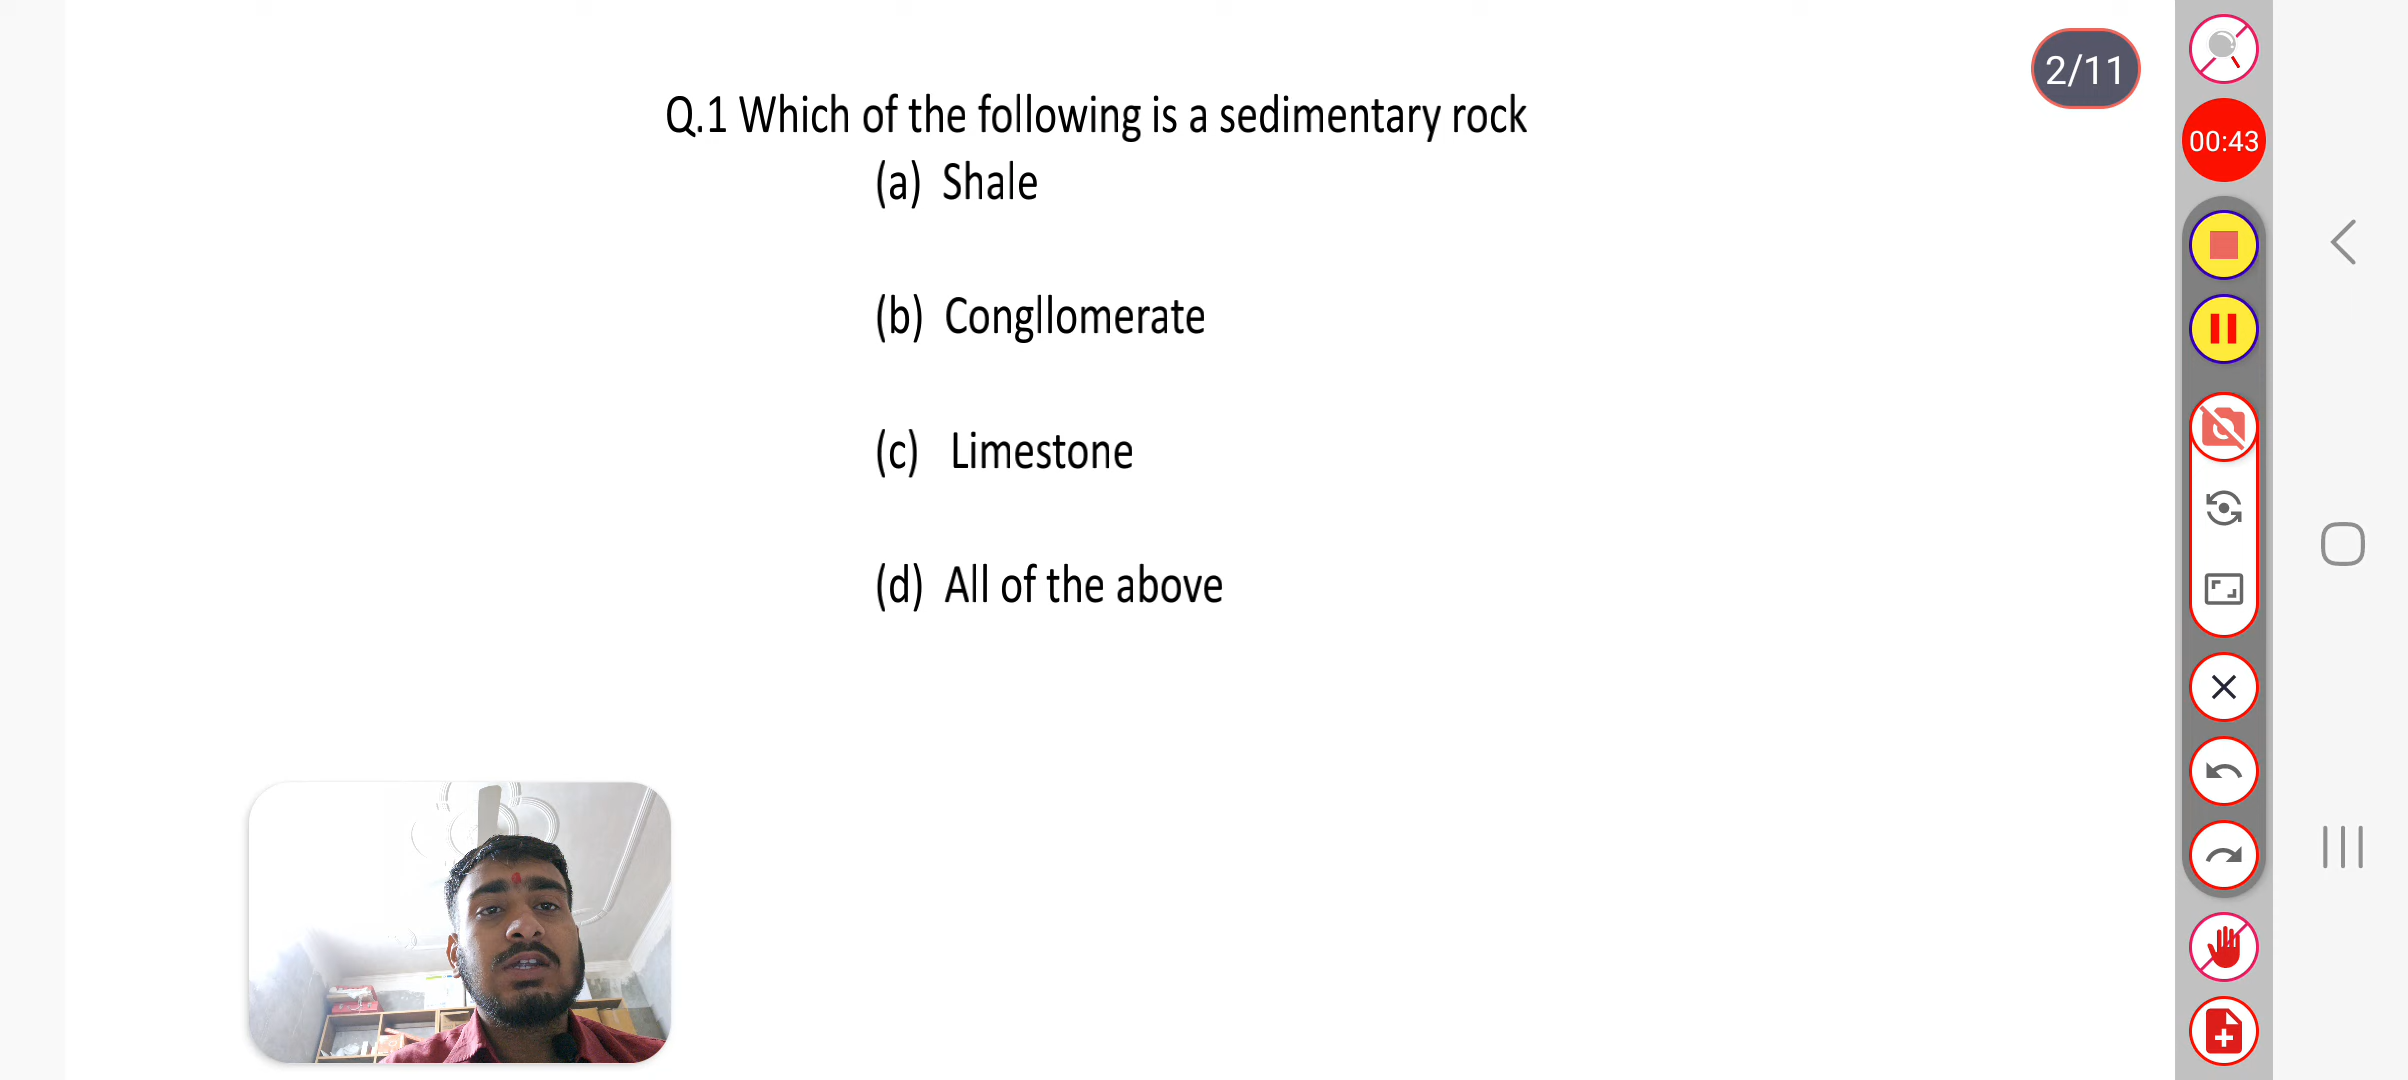 2/11
00:43
Q.1 Which of the following is a sedimentary rock
(a) Shale
(b) Congllomerate
(c) Limestone
(d) All of the above